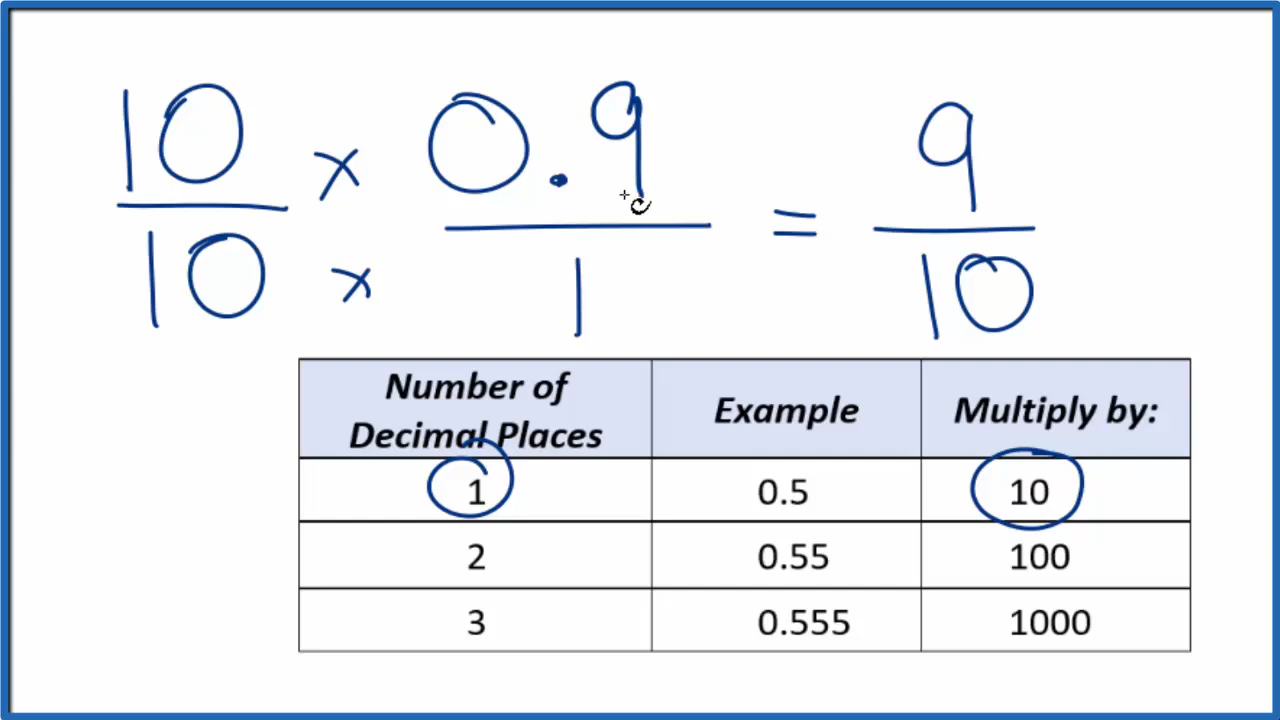 10 × 0.9 = 9
10 × 1 10
Number of Decimal Places Example Multiply by:
1 0.5 10
2 0.55 100
3 0.555 1000